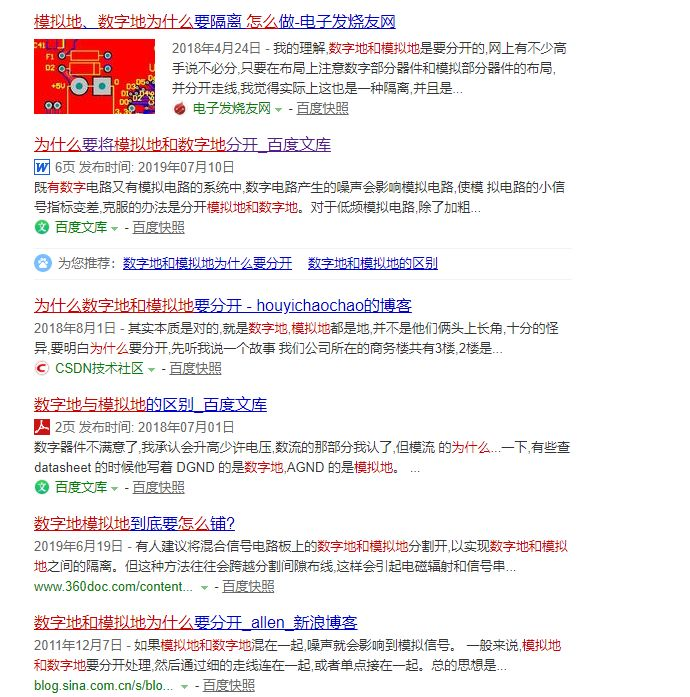 模拟地、数字地为什么要隔离 怎么做-电子发烧友网
2018年4月24日 - 我的理解,数字地和模拟地是要分开的,网上有不少高
手说不必分,只要在布局上注意数字部分器件和模拟部分器件的布局,
并分开走线,我觉得实际上这也是一种隔离,并且是...
电子发烧友网 - 百度快照
C41
F1
D2
+5V
D5
D4
D0
C66
为什么要将模拟地和数字地分开_百度文库
W 6页 发布时间: 2019年07月10日
既有数字电路又有模拟电路的系统中,数字电路产生的噪声会影响模拟电路,使模 拟电路的小信
号指标变差,克服的办法是分开模拟地和数字地。对于低频模拟电路,除了加粗...
文 百度文库 - 百度快照
为您推荐: 数字地和模拟地为什么要分开 数字地和模拟地的区别
为什么数字地和模拟地要分开 - houyichaochao的博客
2018年8月1日 - 其实本质是对的,就是数字地,模拟地都是地,并不是他们俩头上长角,十分的怪
异,要明白为什么要分开,先听我说一个故事 我们公司所在的商务楼共有3楼,2楼是...
C CSDN技术社区 - 百度快照
数字地与模拟地的区别_百度文库
2页 发布时间: 2018年07月01日
数字器件不满意了,我承认会升高少许电压,数流的那部分我认了,但模流 的为什么...一下,有些查
datasheet 的时候他写着 DGND 的是数字地,AGND 的是模拟地。 ...
文 百度文库 - 百度快照
数字地模拟地到底要怎么铺?
2019年6月19日 - 有人建议将混合信号电路板上的数字地和模拟地分割开,以实现数字地和模拟
地之间的隔离。但这种方法往往会跨越分割间隙布线,这样会引起电磁辐射和信号串...
www.360doc.com/content... - 百度快照
数字地和模拟地为什么要分开_allen_新浪博客
2011年12月7日 - 如果模拟地和数字地混在一起,噪声就会影响到模拟信号。 一般来说,模拟地
和数字地要分开处理,然后通过细的走线连在一起,或者单点接在一起。总的思想是...
blog.sina.com.cn/s/blo... - 百度快照